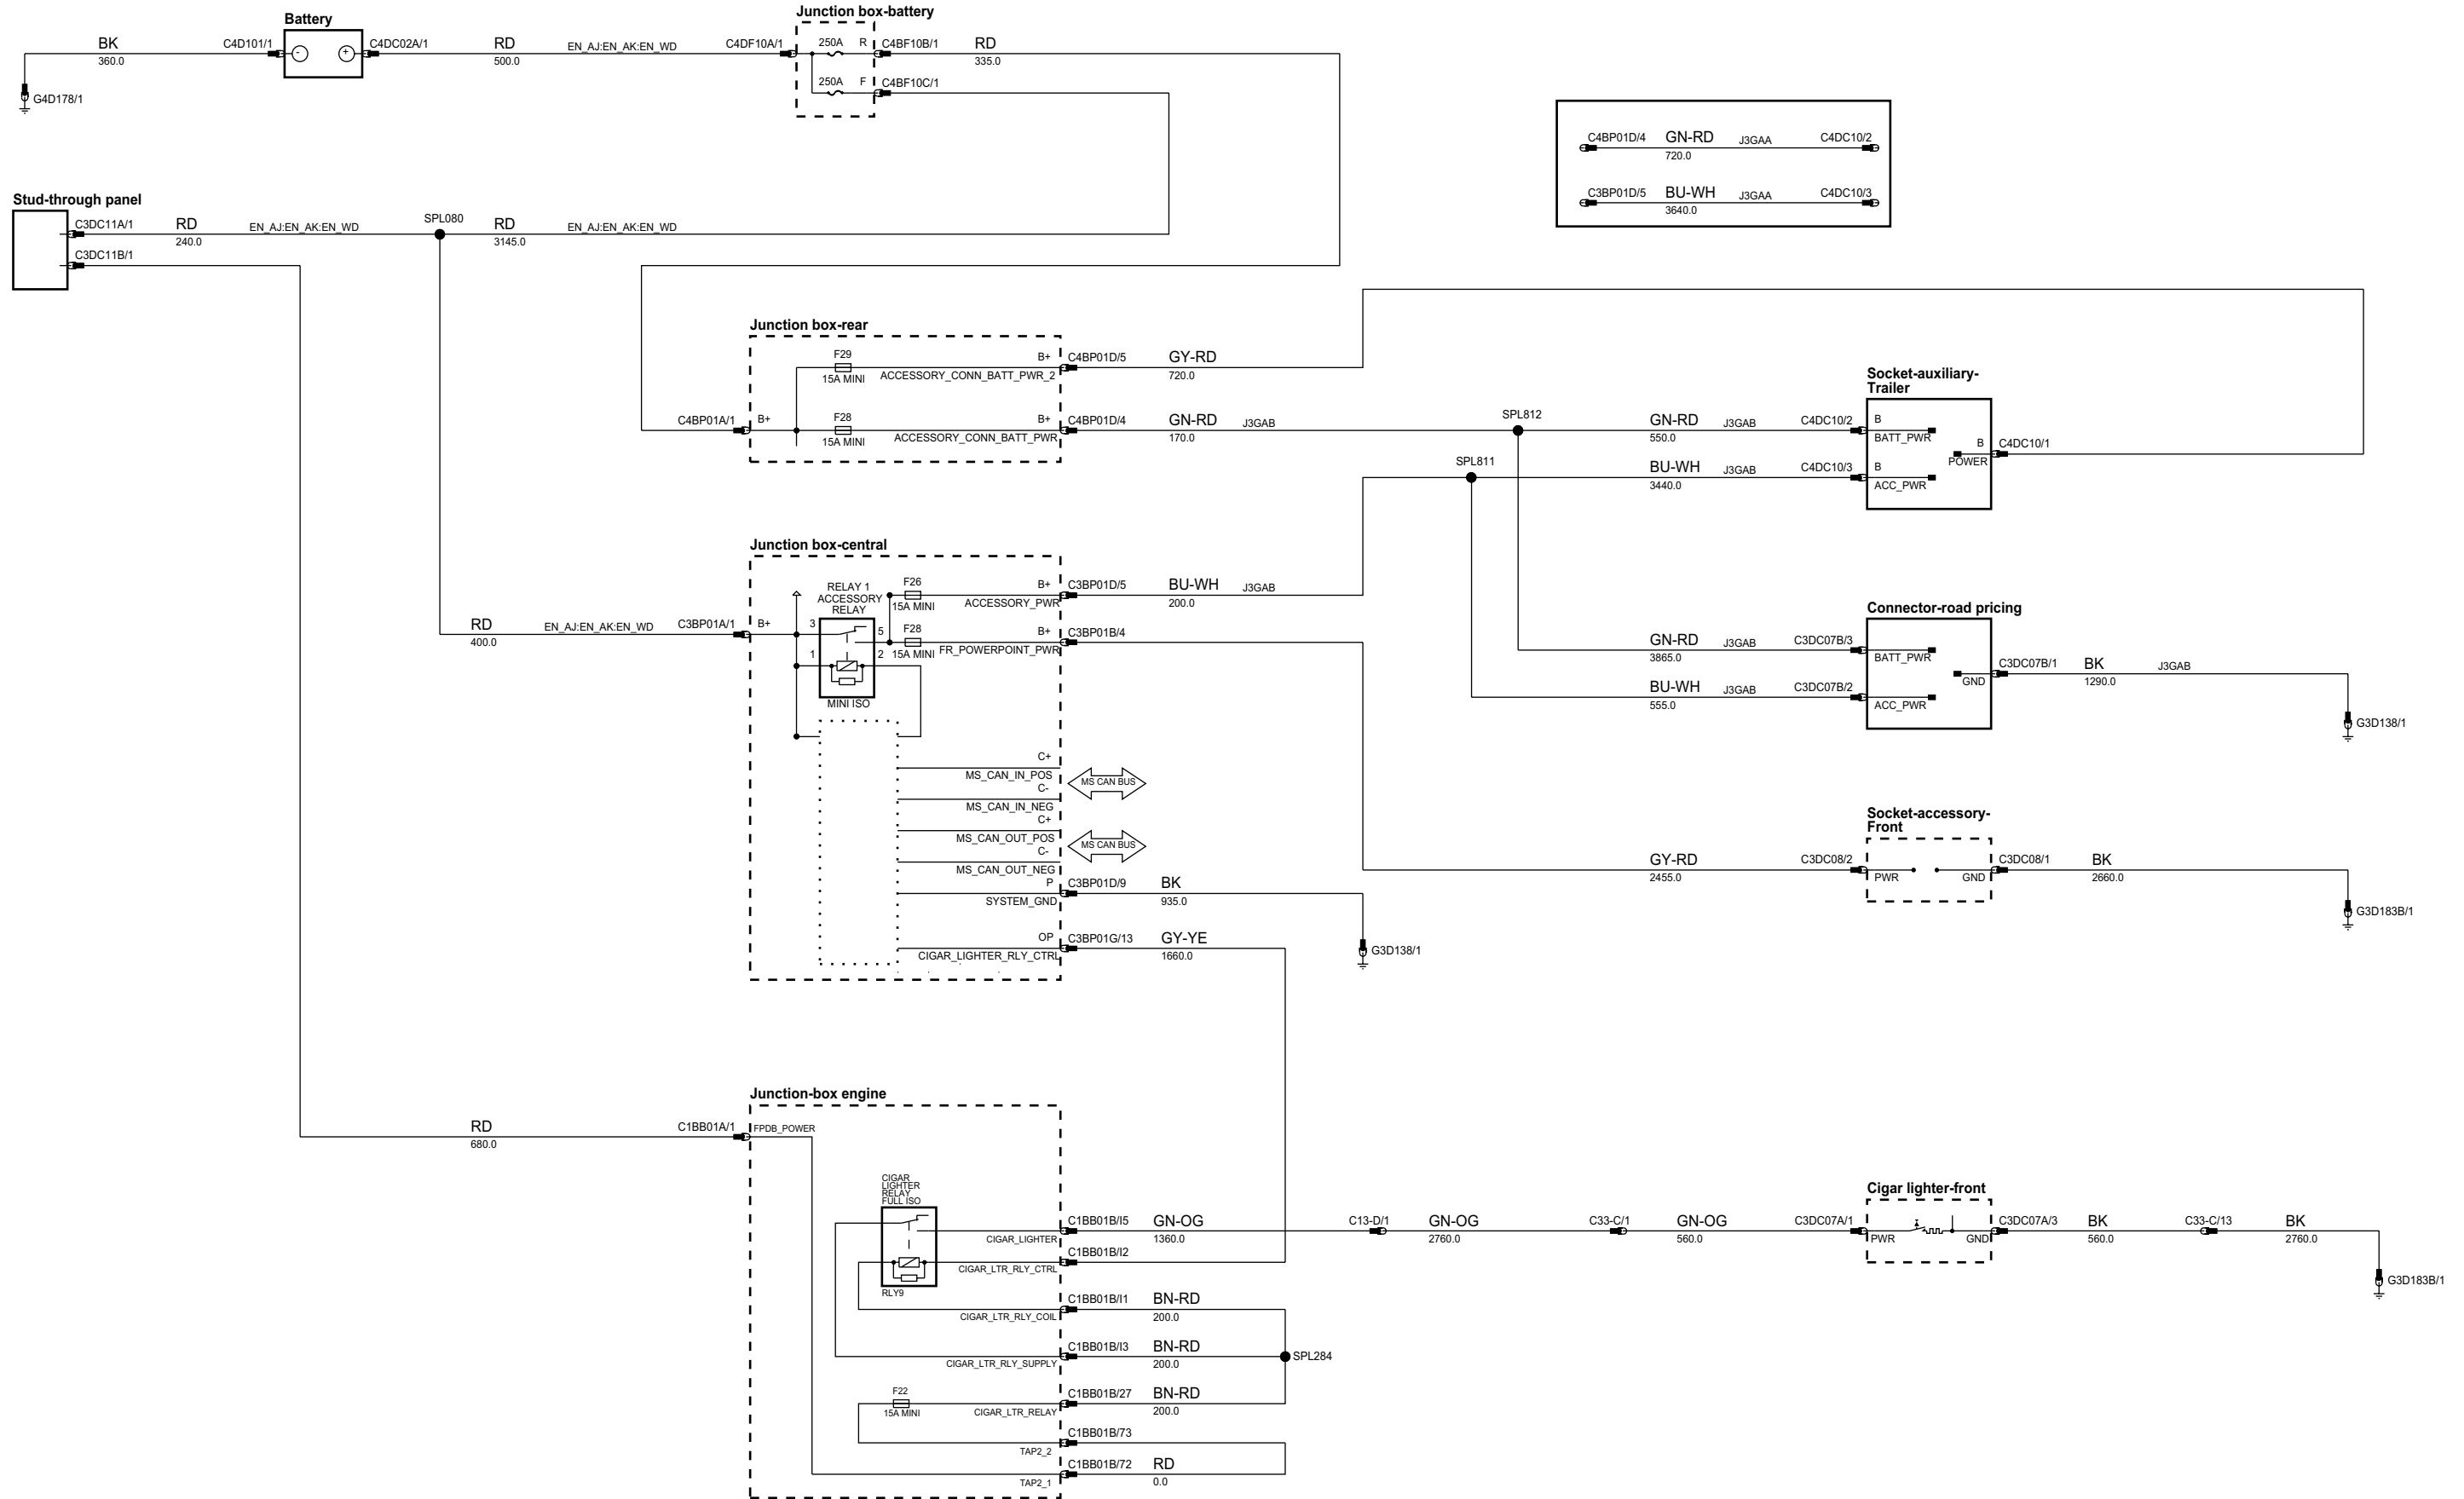 Battery
Junction box-battery
BK
360.0
C4D101/1
-
+
C4DC02A/1
RD
500.0
EN_AJ:EN_AK:EN_WD
C4DF10A/1
250A
R
C4BF10B/1
RD
335.0
250A
F
C4BF10C/1
G4D178/1
C4BP01D/4
GN-RD
J3GAA
C4DC10/2
720.0
C3BP01D/5
BU-WH
J3GAA
C4DC10/3
3640.0
Stud-through panel
C3DC11A/1
RD
240.0
EN_AJ:EN_AK:EN_WD
SPL080
RD
3145.0
EN_AJ:EN_AK:EN_WD
C3DC11B/1
Junction box-rear
F29
15A MINI
B+
ACCESSORY_CONN_BATT_PWR_2
C4BP01D/5
GY-RD
720.0
C4BP01A/1
B+
F28
15A MINI
B+
ACCESSORY_CONN_BATT_PWR
C4BP01D/4
GN-RD
170.0
J3GAB
SPL812
GN-RD
550.0
J3GAB
C4DC10/2
SPL811
BU-WH
3440.0
J3GAB
C4DC10/3
Socket-auxiliary-
Trailer
B
BATT_PWR
B
POWER
C4DC10/1
B
ACC_PWR
Junction box-central
RELAY 1
ACCESSORY
RELAY
3
5
1
2
MINI ISO
F26
15A MINI
B+
ACCESSORY_PWR
C3BP01D/5
BU-WH
200.0
J3GAB
RD
400.0
EN_AJ:EN_AK:EN_WD
C3BP01A/1
B+
F28
15A MINI
B+
FR_POWERPOINT_PWR
C3BP01B/4
Connector-road pricing
GN-RD
3865.0
J3GAB
C3DC07B/3
BATT_PWR
GND
C3DC07B/1
BK
1290.0
J3GAB
BU-WH
555.0
J3GAB
C3DC07B/2
ACC_PWR
G3D138/1
C+
MS_CAN_IN_POS
C-
MS_CAN_IN_NEG
MS CAN BUS
C+
MS_CAN_OUT_POS
C-
MS_CAN_OUT_NEG
MS CAN BUS
P
SYSTEM_GND
C3BP01D/9
BK
935.0
G3D138/1
OP
CIGAR_LIGHTER_RLY_CTRL
C3BP01G/13
GY-YE
1660.0
Socket-accessory-
Front
GY-RD
2455.0
C3DC08/2
PWR
GND
C3DC08/1
BK
2660.0
G3D183B/1
Junction-box engine
RD
680.0
C1BB01A/1
FPDB_POWER
CIGAR
LIGHTER
RELAY
FULL ISO
RLY9
CIGAR_LIGHTER
C1BB01B/I5
GN-OG
1360.0
C13-D/1
GN-OG
2760.0
C33-C/1
GN-OG
560.0
C3DC07A/1
Cigar lighter-front
PWR
GND
C3DC07A/3
BK
560.0
C33-C/13
BK
2760.0
G3D183B/1
CIGAR_LTR_RLY_CTRL
C1BB01B/I2
CIGAR_LTR_RLY_COIL
C1BB01B/I1
BN-RD
200.0
CIGAR_LTR_RLY_SUPPLY
C1BB01B/I3
BN-RD
200.0
SPL284
F22
15A MINI
CIGAR_LTR_RELAY
C1BB01B/27
BN-RD
200.0
TAP2_2
C1BB01B/73
TAP2_1
C1BB01B/72
RD
0.0